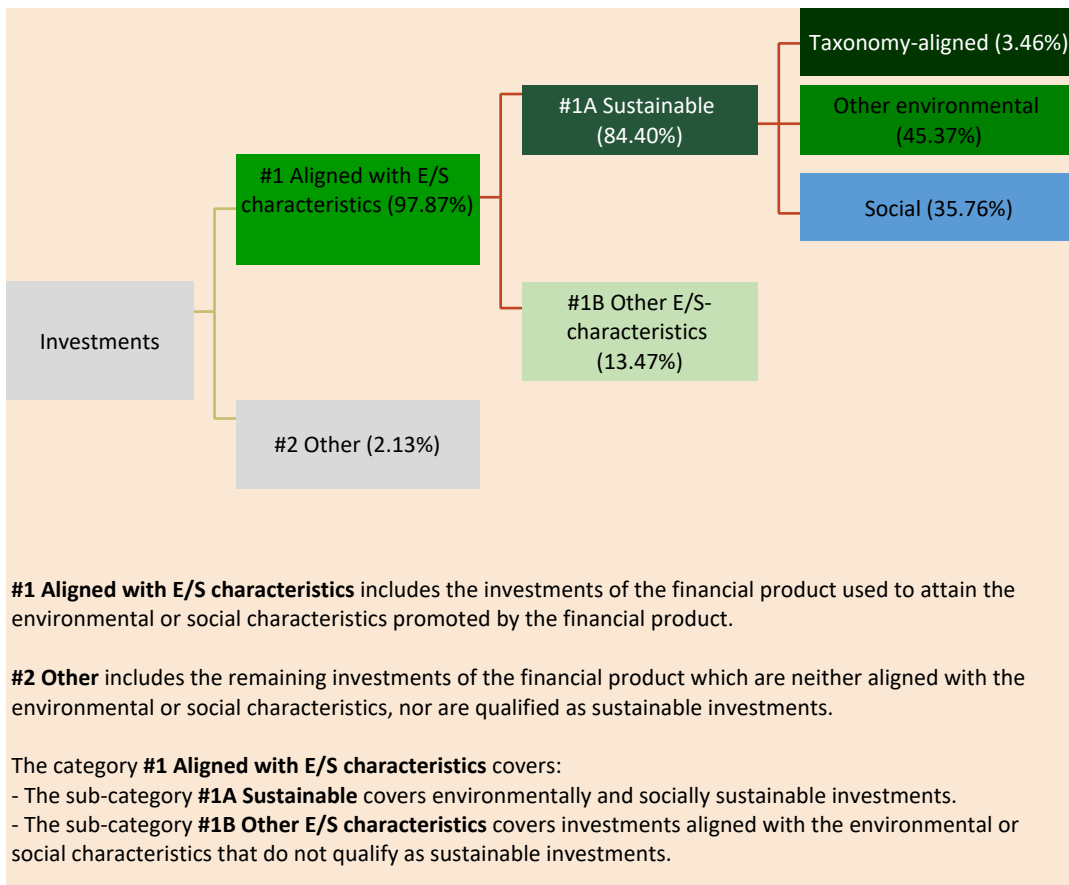 Taxonomy-aligned (3.46%)
#1A Sustainable
(84.40%)
Other environmental
(45.37%)
#1 Aligned with E/S
characteristics (97.87%)
Social (35.76%)
Investments
#1B Other E/S-
characteristics
(13.47%)
#2 Other (2.13%)
#1 Aligned with E/S characteristics includes the investments of the financial product used to attain the
environmental or social characteristics promoted by the financial product.
#2 Other includes the remaining investments of the financial product which are neither aligned with the
environmental or social characteristics, nor are qualified as sustainable investments.
The category #1 Aligned with E/S characteristics covers:
- The sub-category #1A Sustainable covers environmentally and socially sustainable investments.
- The sub-category #1B Other E/S characteristics covers investments aligned with the environmental or
social characteristics that do not qualify as sustainable investments.